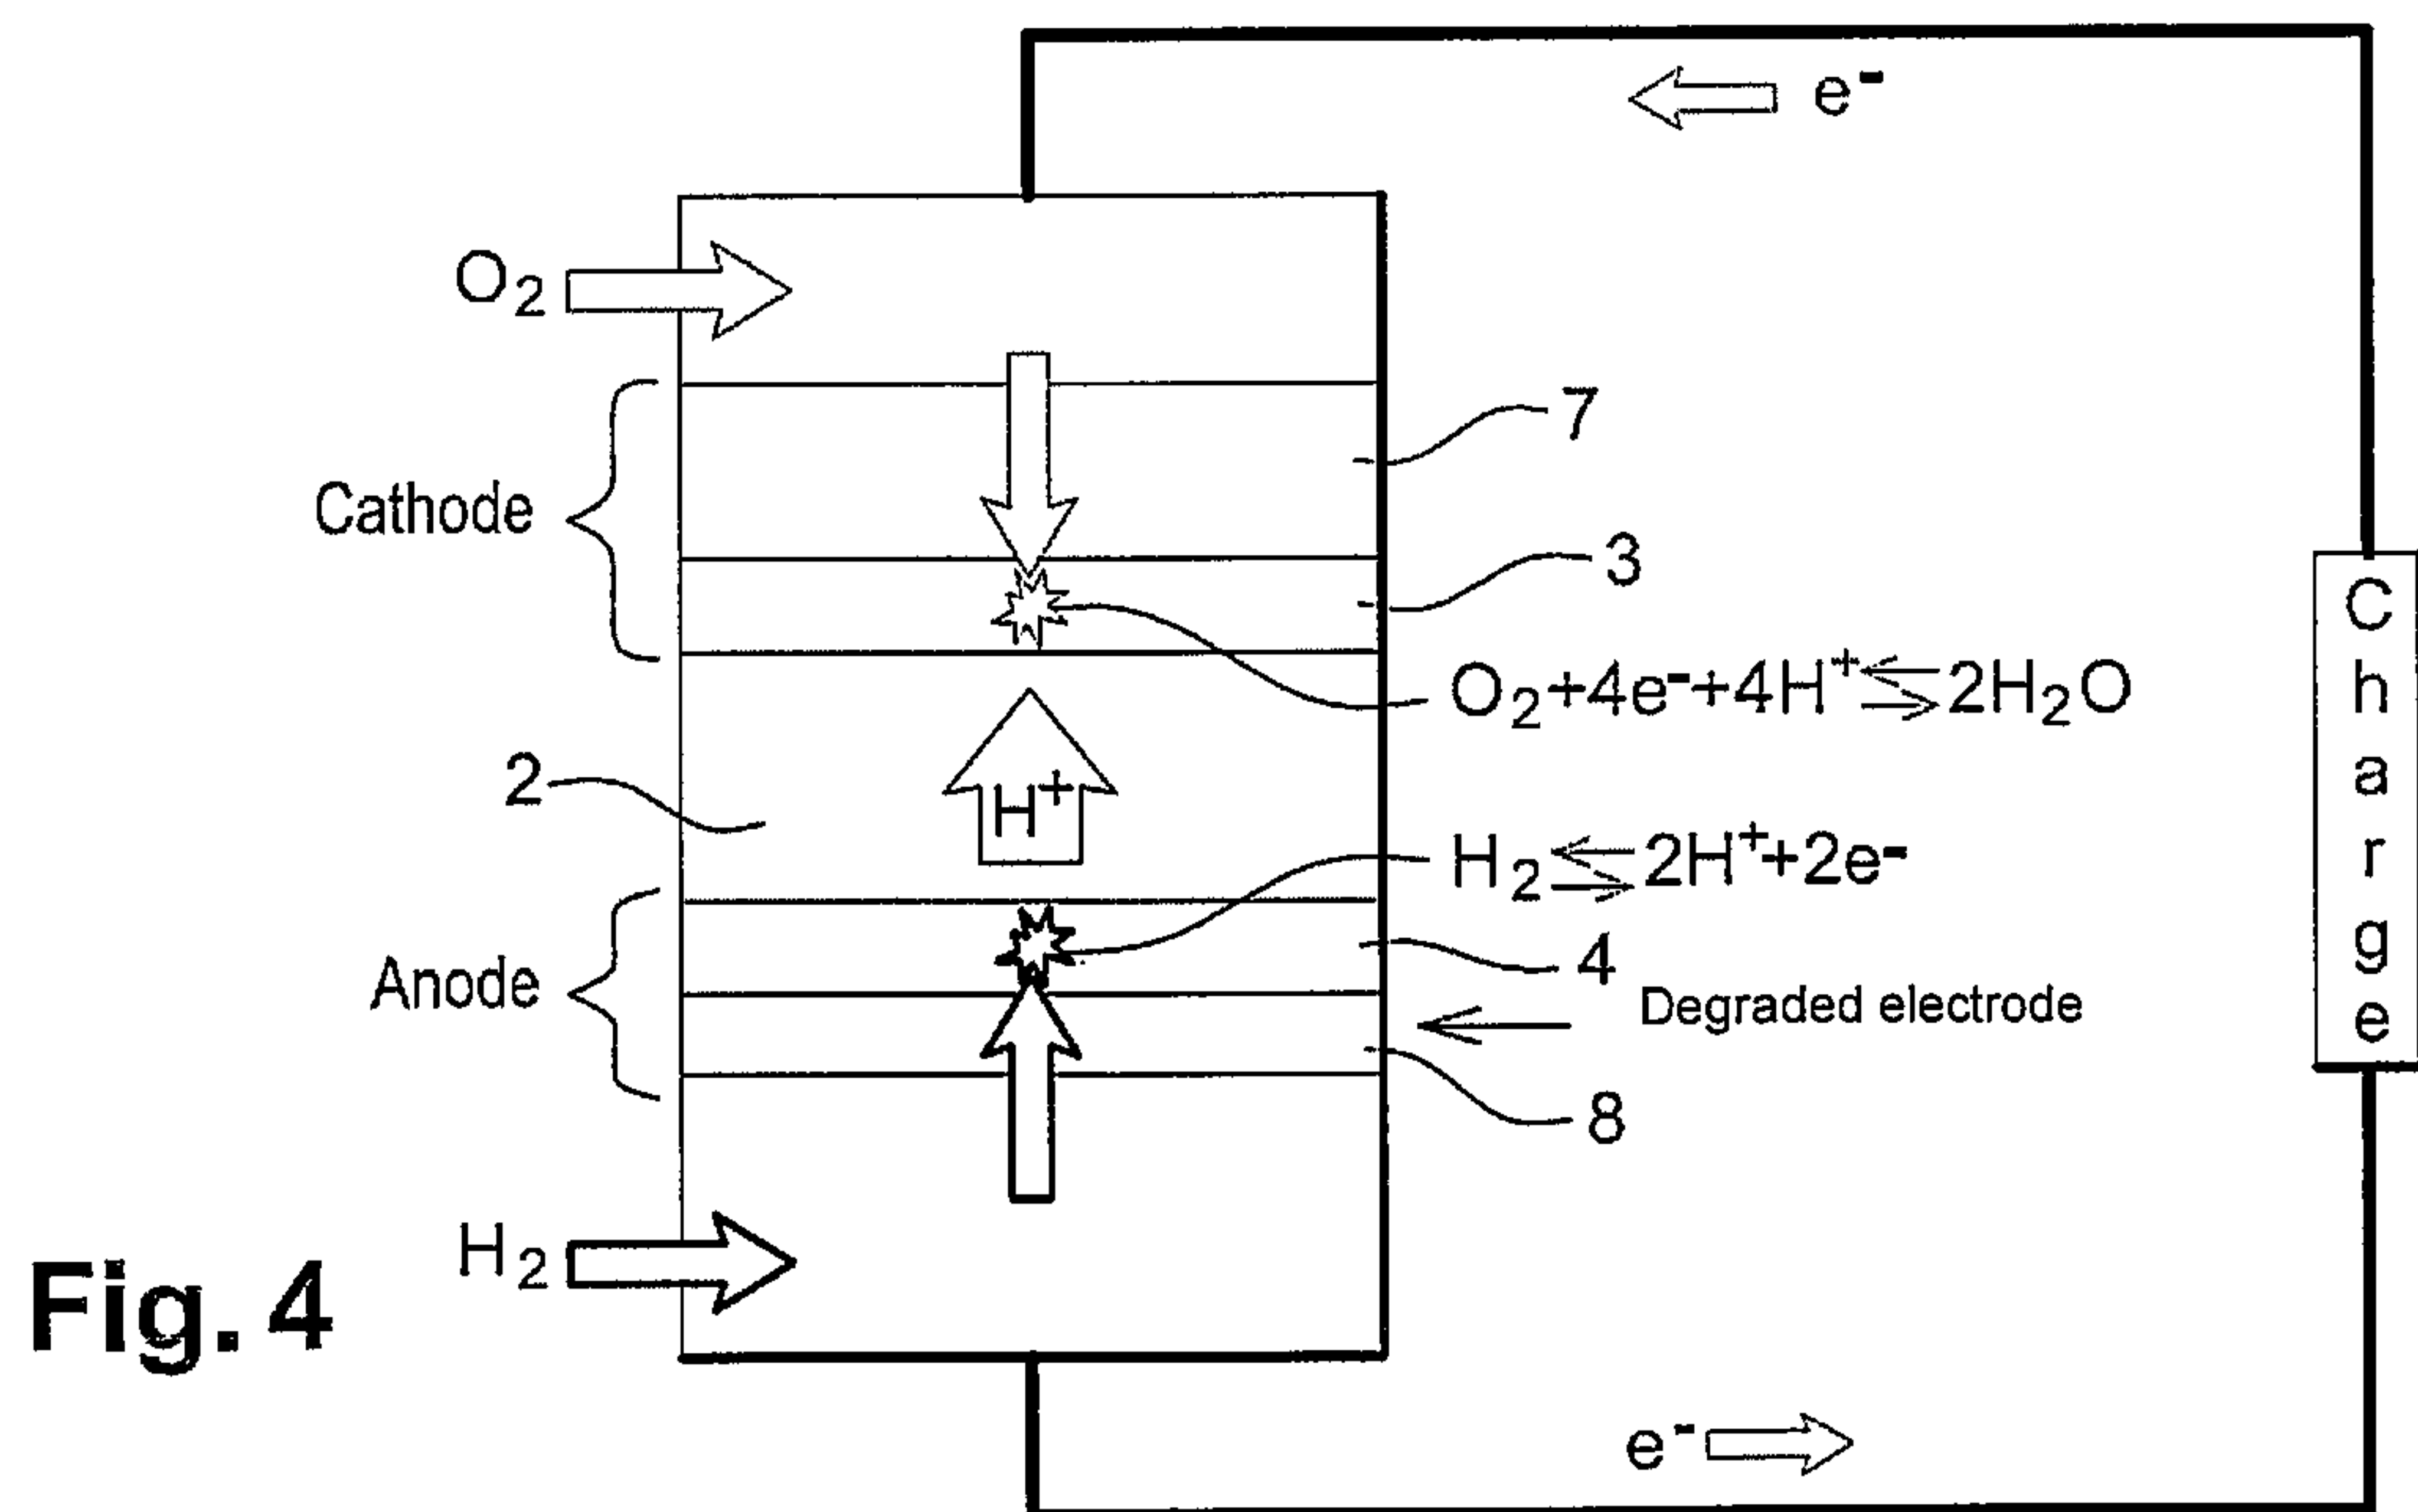 e⁻
O₂
7
Cathode
3
O₂+4e⁻+4H⁺⇆2H₂O
Charge
2
H⁺
H₂⇆2H⁺+2e⁻
4
Anode
Degraded electrode
8
H₂
Fig. 4
e⁻